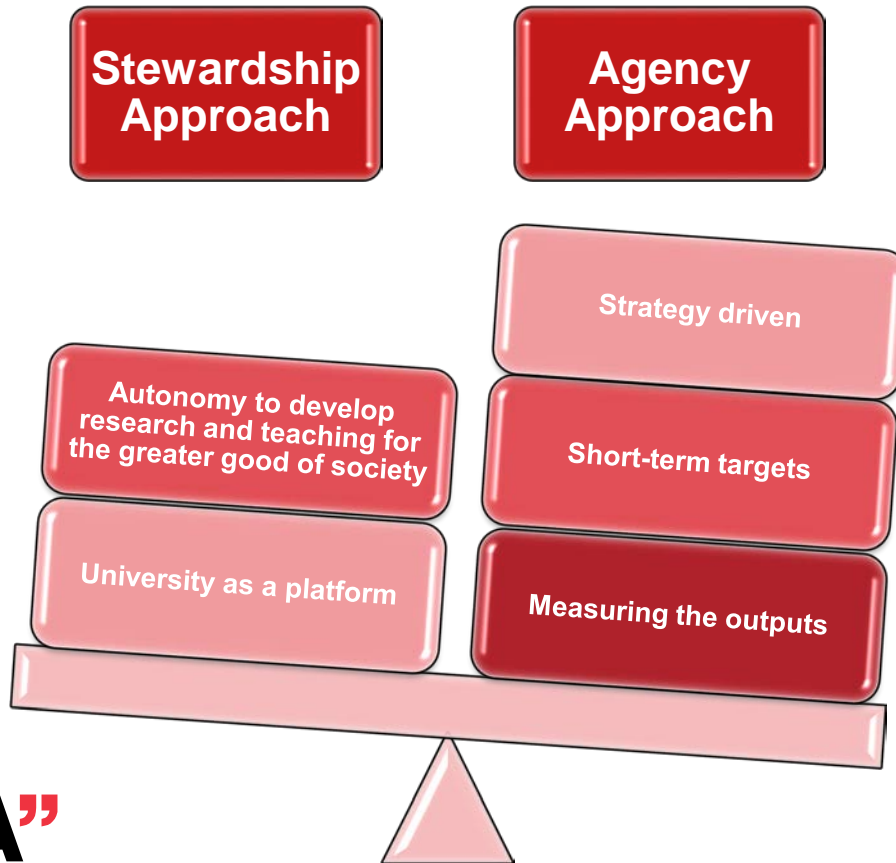 Stewardship
Approach
Agency
Approach
Strategy driven
Autonomy to develop
research and teaching for
the greater good of society
Short-term targets
University as a platform
Measuring the outputs
A”